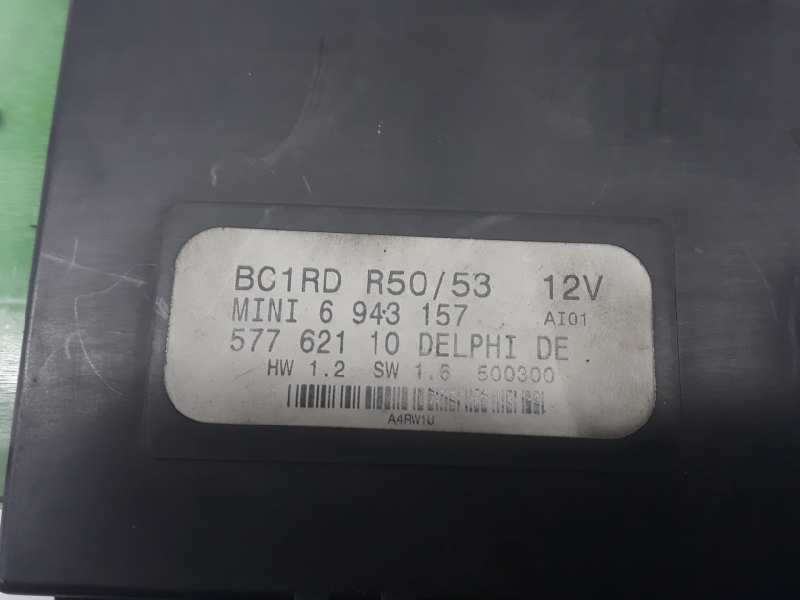 BC1RD R50/53 12V
MINI 6 943 157 AI01
577 621 10 DELPHI DE
HW 1.2 SW 1.6 500300
A4RW1U